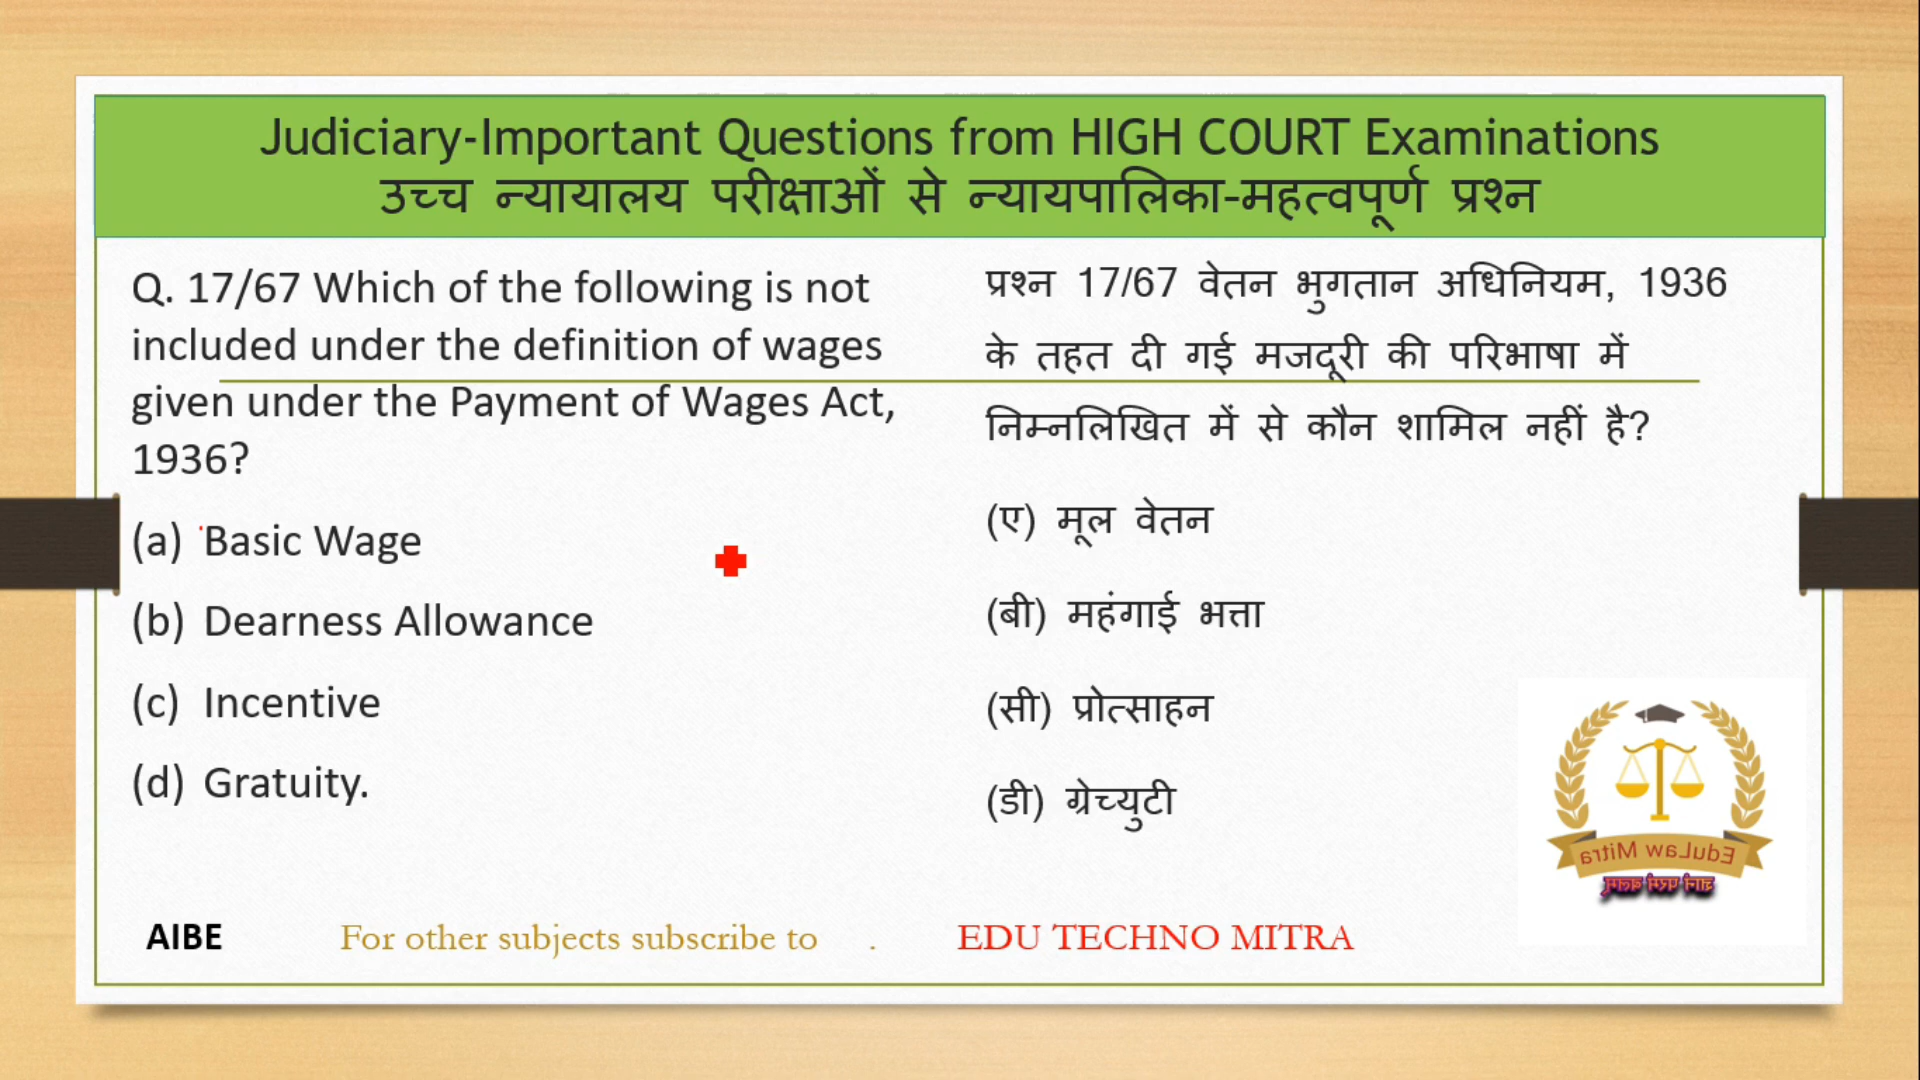 Judiciary-Important Questions from HIGH COURT Examinations
उच्च न्यायालय परीक्षाओं से न्यायपालिका-महत्वपूर्ण प्रश्न
Q. 17/67 Which of the following is not
included under the definition of wages
given under the Payment of Wages Act,
1936?
(a) Basic Wage
(b) Dearness Allowance
(c) Incentive
(d) Gratuity.
प्रश्न 17/67 वेतन भुगतान अधिनियम, 1936
के तहत दी गई मजदूरी की परिभाषा में
निम्नलिखित में से कौन शामिल नहीं है?
(ए) मूल वेतन
(बी) महंगाई भत्ता
(सी) प्रोत्साहन
(डी) ग्रेच्युटी
EduLaw Mitra
ज्ञानं परमं बलम्
AIBE For other subjects subscribe to . EDU TECHNO MITRA